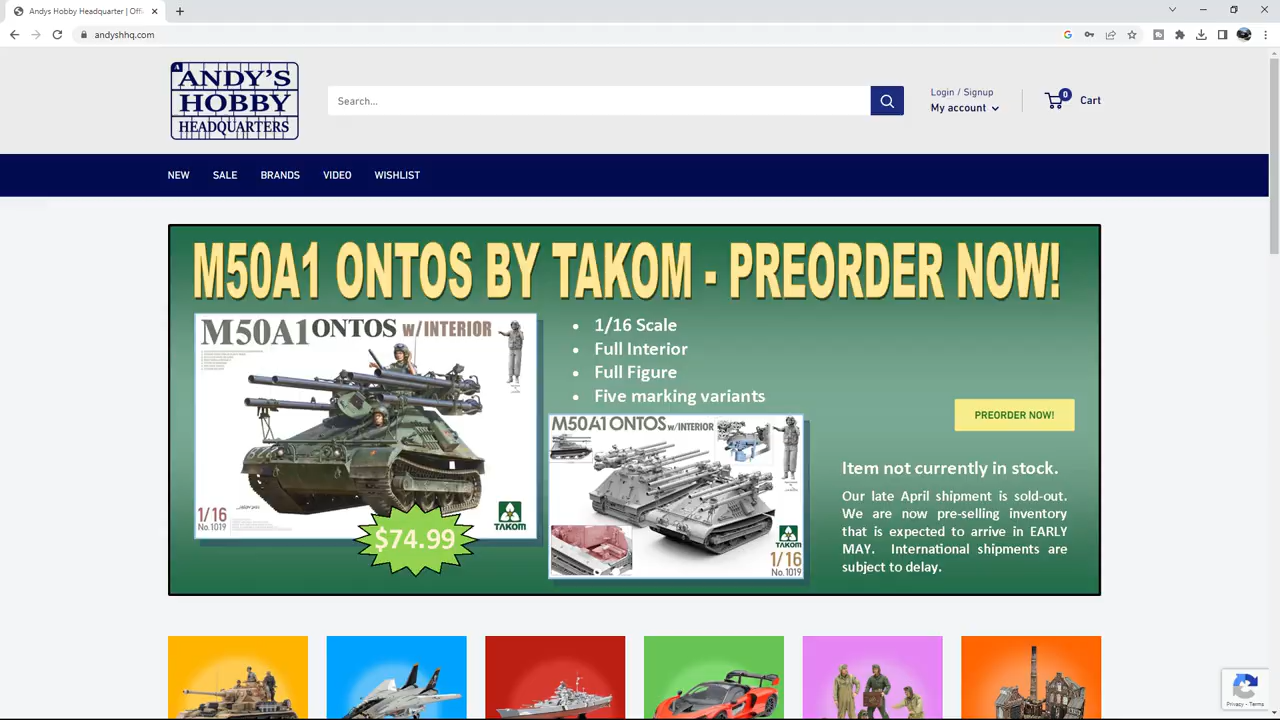 Andys Hobby Headquarter | Offi
andyshhq.com
A
ANDY'S
HOBBY
HEADQUARTERS
Search...
Login / Signup
My account
0
Cart
NEW
SALE
BRANDS
VIDEO
WISHLIST
M50A1 ONTOS BY TAKOM - PREORDER NOW!
M50A1 ONTOS W/INTERIOR
1/16
No.1019
TAKOM
$74.99
• 1/16 Scale
• Full Interior
• Full Figure
• Five marking variants
M50A1 ONTOS W/INTERIOR
TAKOM
1/16
No.1019
PREORDER NOW!
Item not currently in stock.
Our late April shipment is sold-out.
We are now pre-selling inventory
that is expected to arrive in EARLY
MAY. International shipments are
subject to delay.
Privacy - Terms